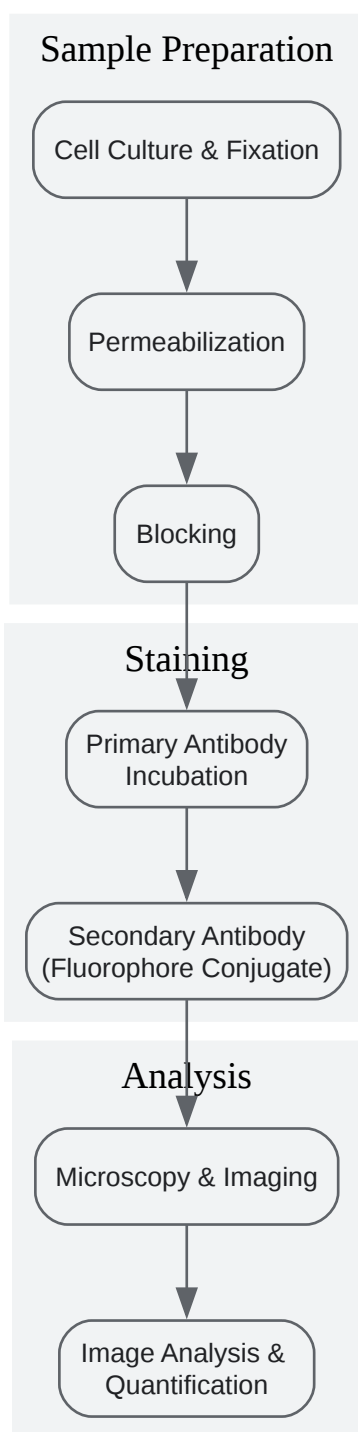 Sample Preparation
Cell Culture & Fixation
Permeabilization
Blocking
Staining
Primary Antibody
Incubation
Secondary Antibody
(Fluorophore Conjugate)
Analysis
Microscopy & Imaging
Image Analysis &
Quantification